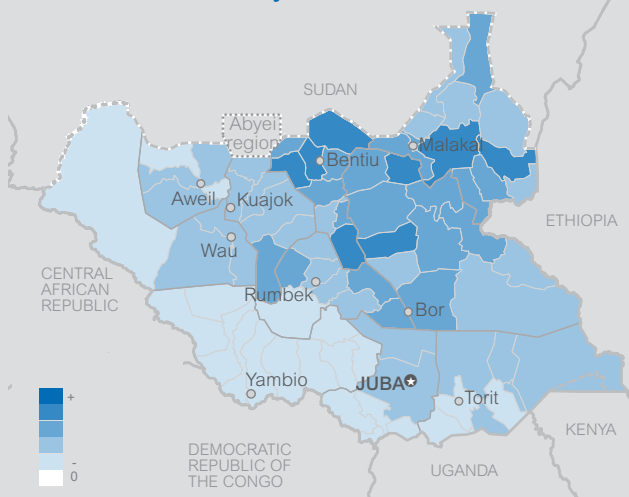 SUDAN
Abyei
region
Malakal
Bentiu
Aweil
Kuajok
ETHIOPIA
Wau
CENTRAL
AFRICAN
REPUBLIC
Rumbek
Bor
JUBA
Yambio
Torit
+
-
0
KENYA
DEMOCRATIC
REPUBLIC OF
THE CONGO
UGANDA